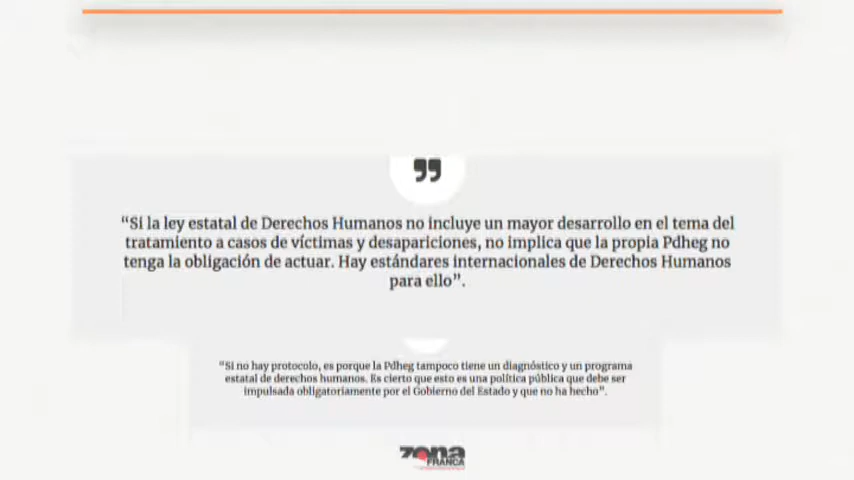 “Si la ley estatal de Derechos Humanos no incluye un mayor desarrollo en el tema del
tratamiento a casos de víctimas y desapariciones, no implica que la propia Pdheg no
tenga la obligación de actuar. Hay estándares internacionales de Derechos Humanos
para ello”.
“Si no hay protocolo, es porque la Pdheg tampoco tiene un diagnóstico y un programa
estatal de derechos humanos. Es cierto que esto es una política pública que debe ser
impulsada obligatoriamente por el Gobierno del Estado y que no ha hecho”.
zona
FRANCA